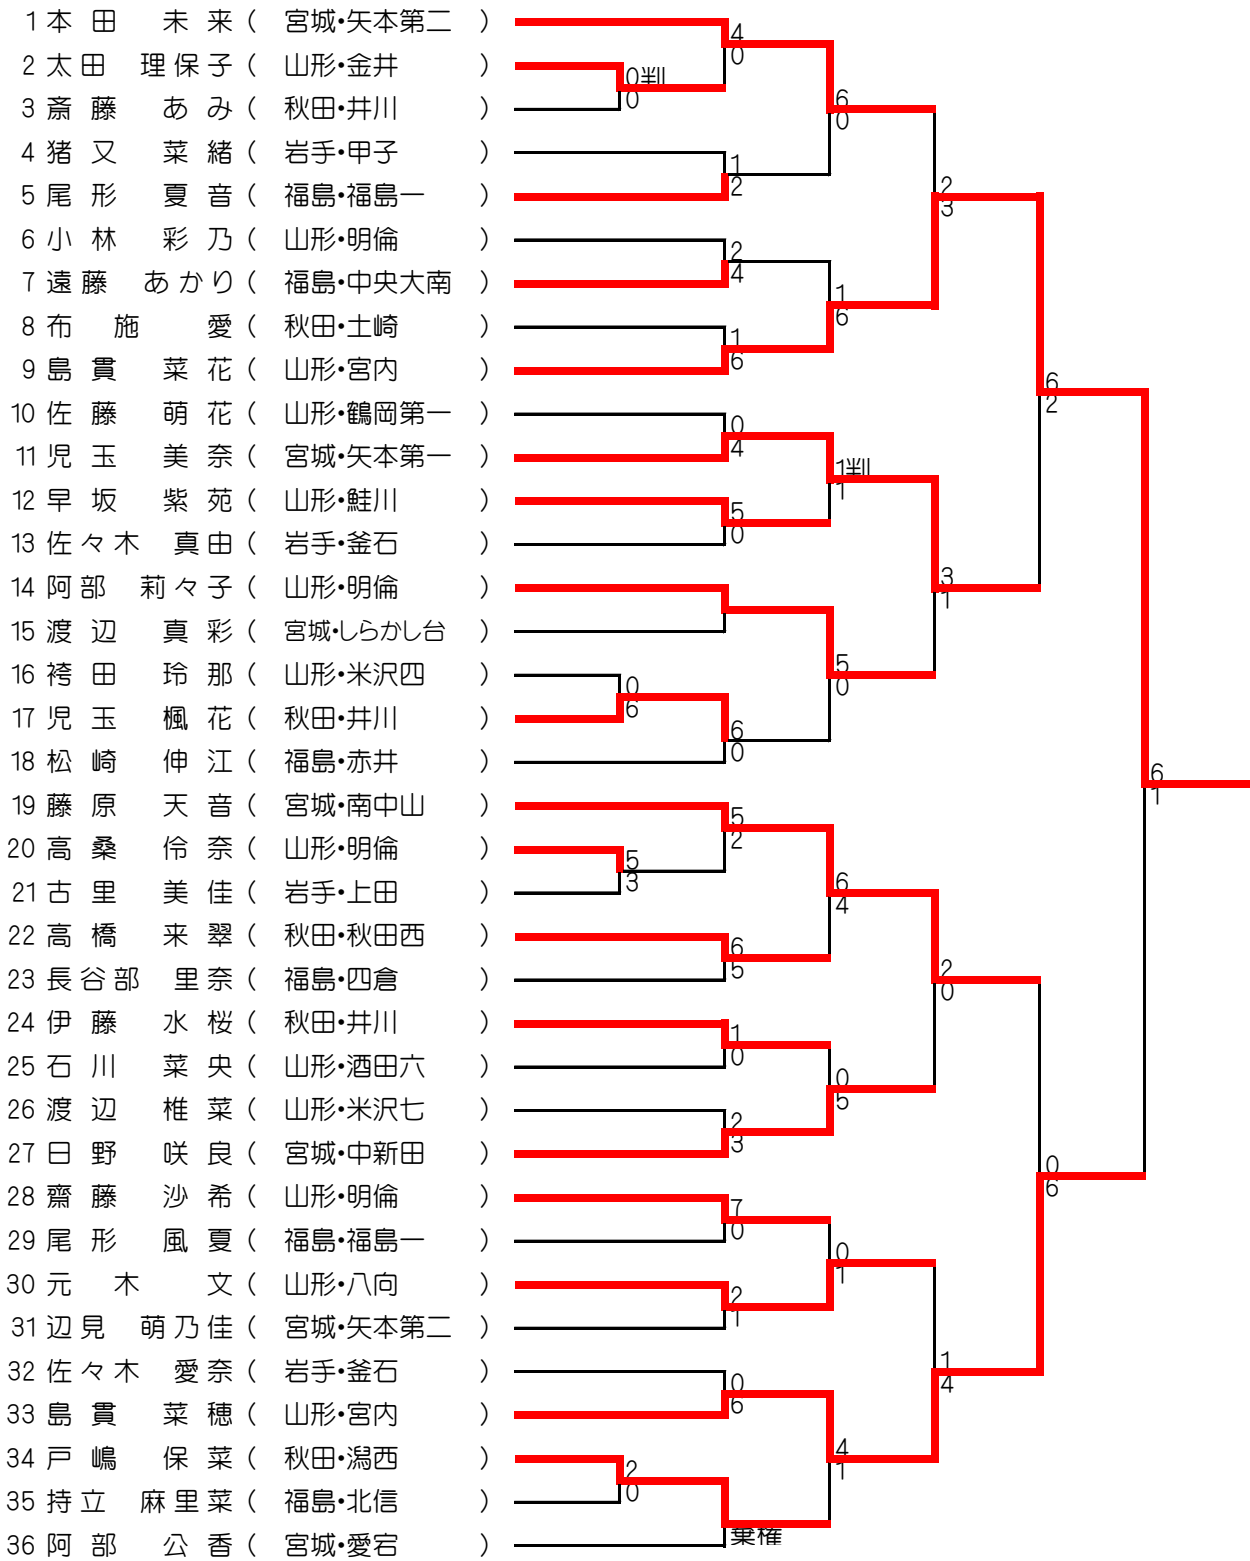 1 本田 未来 ( 宮城・矢本第二 )
4
0
2 太田 理保子 ( 山形・金井 )
0判
0
3 斎藤 あみ ( 秋田・井川 )
6
0
4 猪又 菜緒 ( 岩手・甲子 )
1
2
5 尾形 夏音 ( 福島・福島一 )
2
3
6 小林 彩乃 ( 山形・明倫 )
2
4
7 遠藤 あかり ( 福島・中央大南 )
1
6
8 布施 愛 ( 秋田・土崎 )
1
6
9 島貫 菜花 ( 山形・宮内 )
6
2
10 佐藤 萌花 ( 山形・鶴岡第一 )
0
4
11 児玉 美奈 ( 宮城・矢本第一 )
1判
1
12 早坂 紫苑 ( 山形・鮭川 )
5
0
13 佐々木 真由 ( 岩手・釜石 )
3
1
14 阿部 莉々子 ( 山形・明倫 )
15 渡辺 真彩 ( 宮城・しらかし台 )
5
0
16 袴田 玲那 ( 山形・米沢四 )
0
6
17 児玉 楓花 ( 秋田・井川 )
6
0
18 松崎 伸江 ( 福島・赤井 )
6
1
19 藤原 天音 ( 宮城・南中山 )
5
2
20 高桑 伶奈 ( 山形・明倫 )
5
3
21 古里 美佳 ( 岩手・上田 )
6
4
22 高橋 来翠 ( 秋田・秋田西 )
6
5
23 長谷部 里奈 ( 福島・四倉 )
2
0
24 伊藤 水桜 ( 秋田・井川 )
1
0
25 石川 菜央 ( 山形・酒田六 )
0
5
26 渡辺 椎菜 ( 山形・米沢七 )
2
3
27 日野 咲良 ( 宮城・中新田 )
0
6
28 齋藤 沙希 ( 山形・明倫 )
7
0
29 尾形 風夏 ( 福島・福島一 )
0
1
30 元木 文 ( 山形・八向 )
2
1
31 辺見 萌乃佳 ( 宮城・矢本第二 )
1
4
32 佐々木 愛奈 ( 岩手・釜石 )
0
6
33 島貫 菜穂 ( 山形・宮内 )
4
1
34 戸嶋 保菜 ( 秋田・潟西 )
2
0
35 持立 麻里菜 ( 福島・北信 )
棄権
36 阿部 公香 ( 宮城・愛宕 )